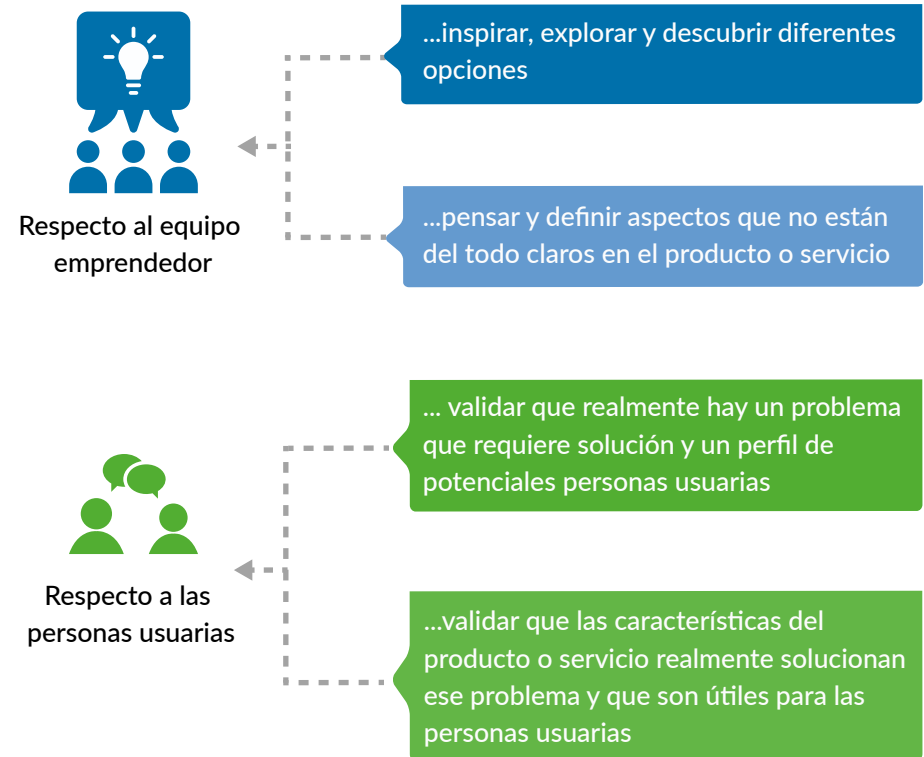 ...inspirar, explorar y descubrir diferentes
opciones
Respecto al equipo
emprendedor
...pensar y definir aspectos que no están
del todo claros en el producto o servicio
... validar que realmente hay un problema
que requiere solución y un perfil de
potenciales personas usuarias
Respecto a las
personas usuarias
...validar que las características del
producto o servicio realmente solucionan
ese problema y que son útiles para las
personas usuarias